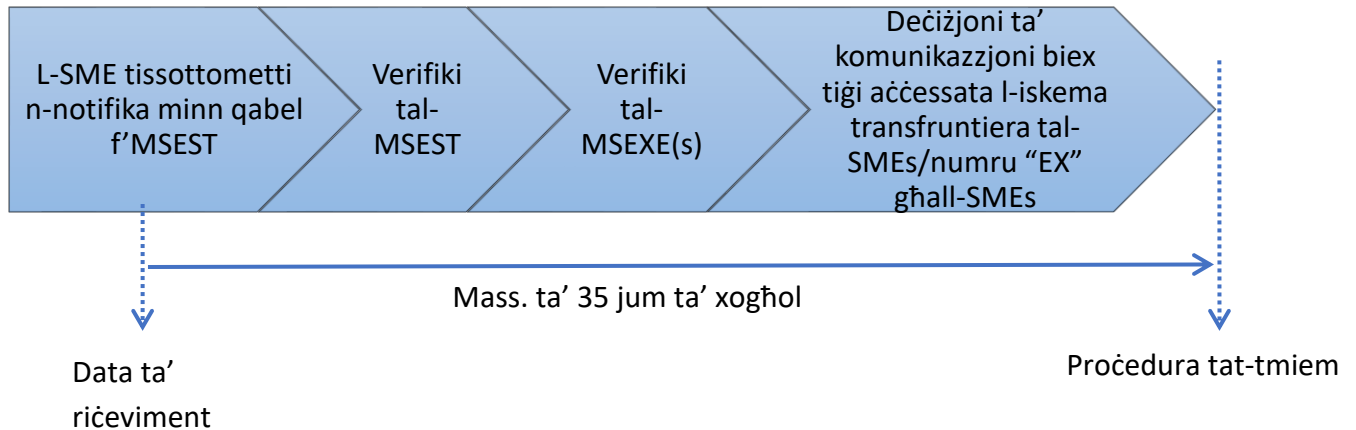 L-SME tissottometti
n-notifika minn qabel
f’MSEST
Verifiki
tal-
MSEST
Verifiki
tal-
MSEXE(s)
Deċiżjoni ta’
komunikazzjoni biex
tiġi aċċessata l-iskema
transfruntiera tal-
SMEs/numru “EX”
għall-SMEs
Mass. ta’ 35 jum ta’ xogħol
Data ta’
riċeviment
Proċedura tat-tmiem